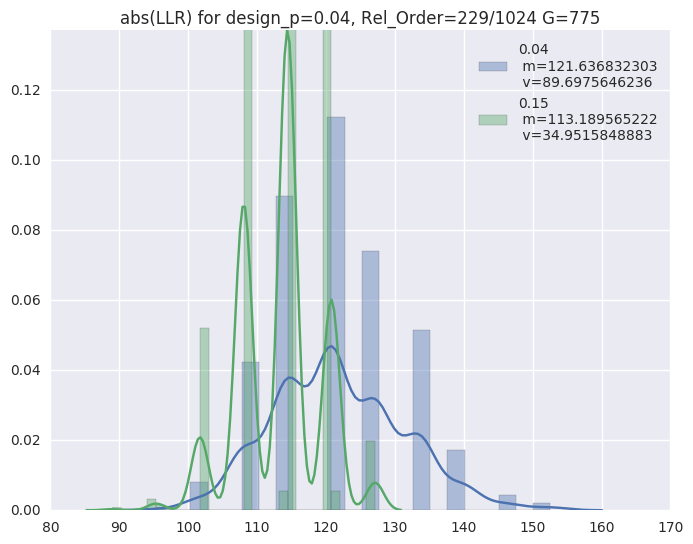 abs(LLR) for design_p=0.04, Rel_Order=229/1024 G=775
0.04
m=121.636832303
v=89.6975646236
0.15
m=113.189565222
v=34.9515848883
0.12
0.10
0.08
0.06
0.04
0.02
0.00
80 90 100 110 120 130 140 150 160 170